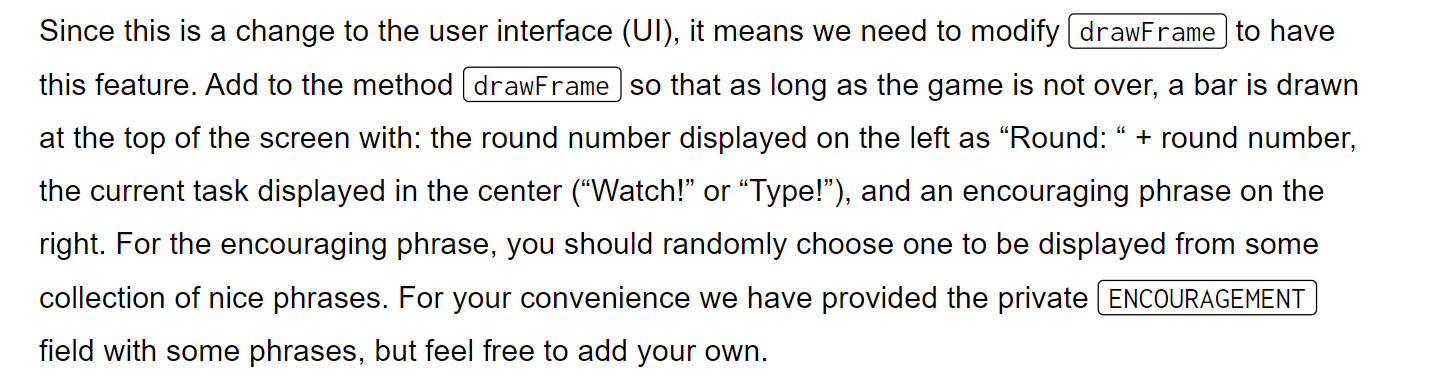 Since this is a change to the user interface (UI), it means we need to modify drawFrame to have
this feature. Add to the method drawFrame so that as long as the game is not over, a bar is drawn
at the top of the screen with: the round number displayed on the left as “Round: “ + round number,
the current task displayed in the center (“Watch!” or “Type!”), and an encouraging phrase on the
right. For the encouraging phrase, you should randomly choose one to be displayed from some
collection of nice phrases. For your convenience we have provided the private ENCOURAGEMENT
field with some phrases, but feel free to add your own.